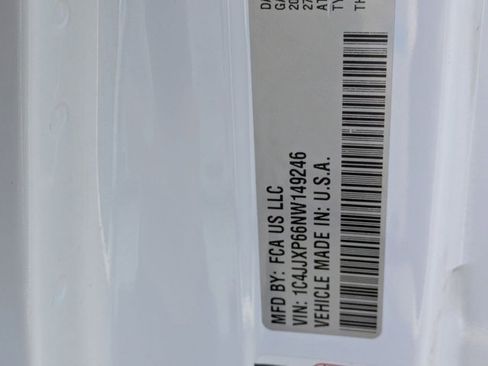 MFD BY: FCA US LLC
VIN: 1C4JJXP66NW149246
VEHICLE MADE IN: U.S.A.